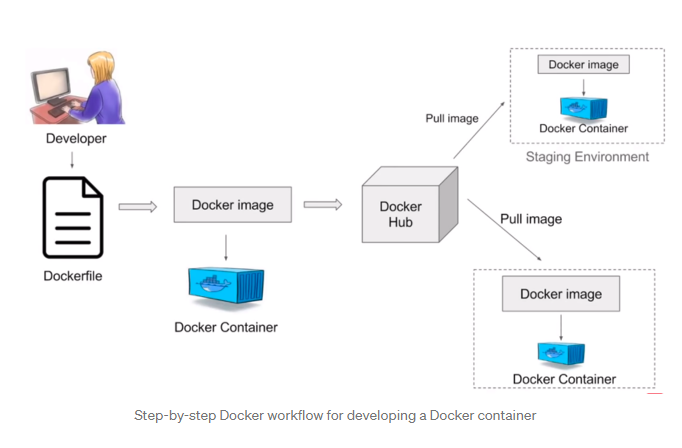 Developer
Dockerfile
Docker image
Docker Container
Docker
Hub
Pull image
Docker image
Docker Container
Staging Environment
Pull image
Docker image
Docker Container
Step-by-step Docker workflow for developing a Docker container